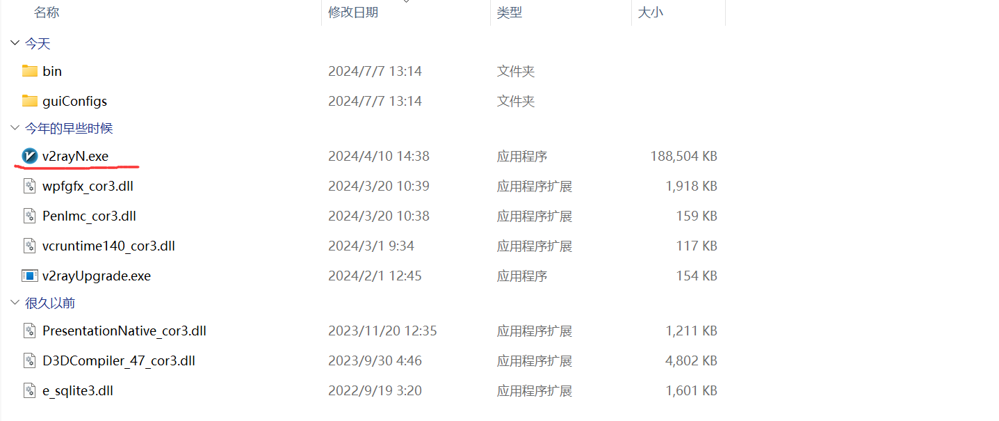 名称 修改日期 类型 大小
今天
bin 2024/7/7 13:14 文件夹
guiConfigs 2024/7/7 13:14 文件夹
今年的早些时候
v2rayN.exe 2024/4/10 14:38 应用程序 188,504 KB
wpfgfx_cor3.dll 2024/3/20 10:39 应用程序扩展 1,918 KB
PenImc_cor3.dll 2024/3/20 10:38 应用程序扩展 159 KB
vcruntime140_cor3.dll 2024/3/1 9:34 应用程序扩展 117 KB
v2rayUpgrade.exe 2024/2/1 12:45 应用程序 154 KB
很久以前
PresentationNative_cor3.dll 2023/11/20 12:35 应用程序扩展 1,211 KB
D3DCompiler_47_cor3.dll 2023/9/30 4:46 应用程序扩展 4,802 KB
e_sqlite3.dll 2022/9/19 3:20 应用程序扩展 1,601 KB